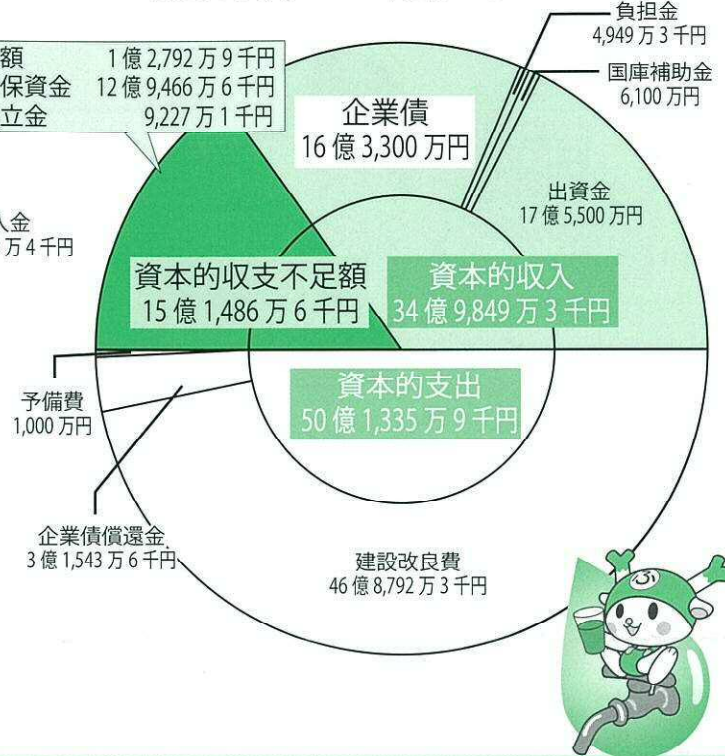 負担金
4,949万3千円
国庫補助金
6,100万円
額 1億2,792万9千円
保資金 12億9,466万6千円
立金 9,227万1千円
企業債
16億3,300万円
出資金
17億5,500万円
入金
万4千円
資本的収支不足額
15億1,486万6千円
資本的収入
34億9,849万3千円
資本的支出
50億1,335万9千円
予備費
1,000万円
企業債償還金
3億1,543万6千円
建設改良費
46億8,792万3千円